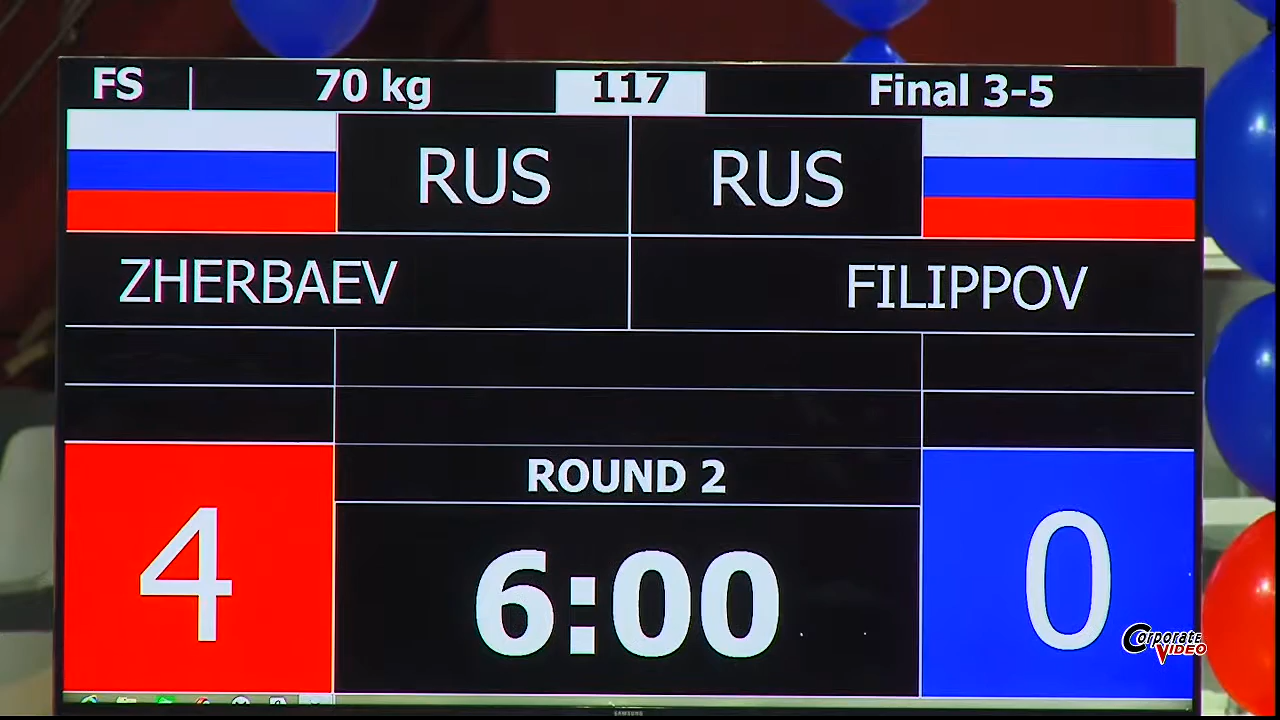 FS 70 kg 117 Final 3-5
RUS RUS
ZHERBAEV FILIPPOV
ROUND 2
4 6:00 0
Corporate
VIDEO
SAMSUNG